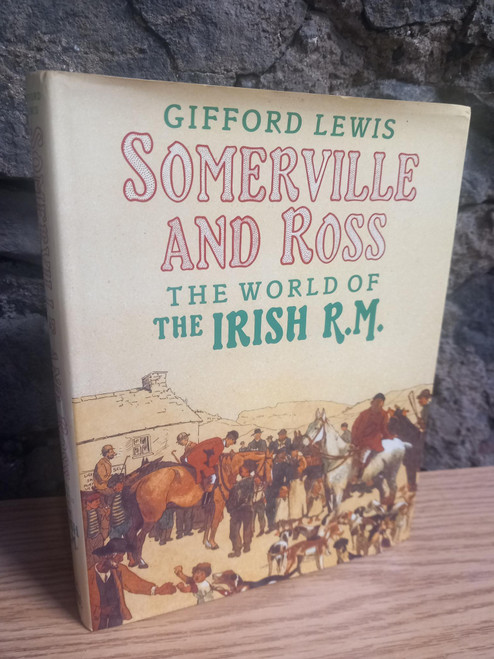 GIFFORD LEWIS
SOMERVILLE
AND ROSS
THE WORLD OF
THE IRISH R.M.